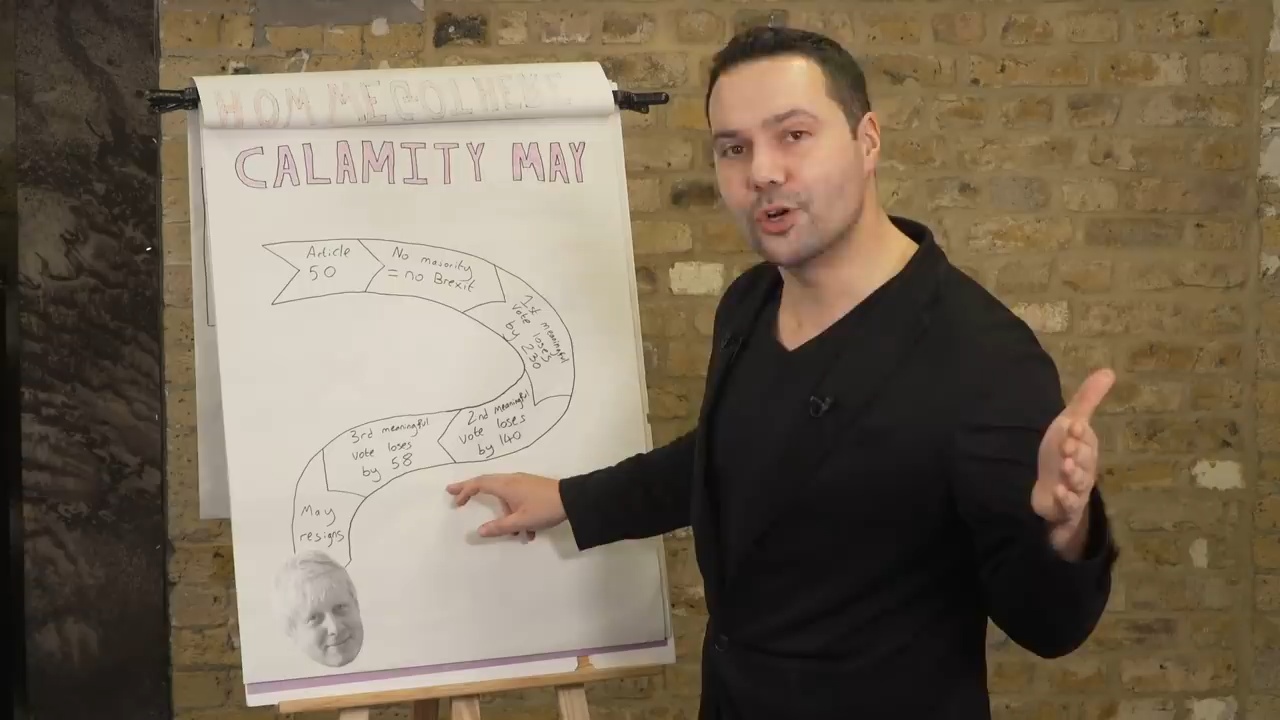 CALAMITY MAY
Article
50
No majority
= no Brexit
1st meaningful
vote loses
by 230
2nd meaningful
vote loses
by 140
3rd meaningful
vote loses
by 58
May
resigns